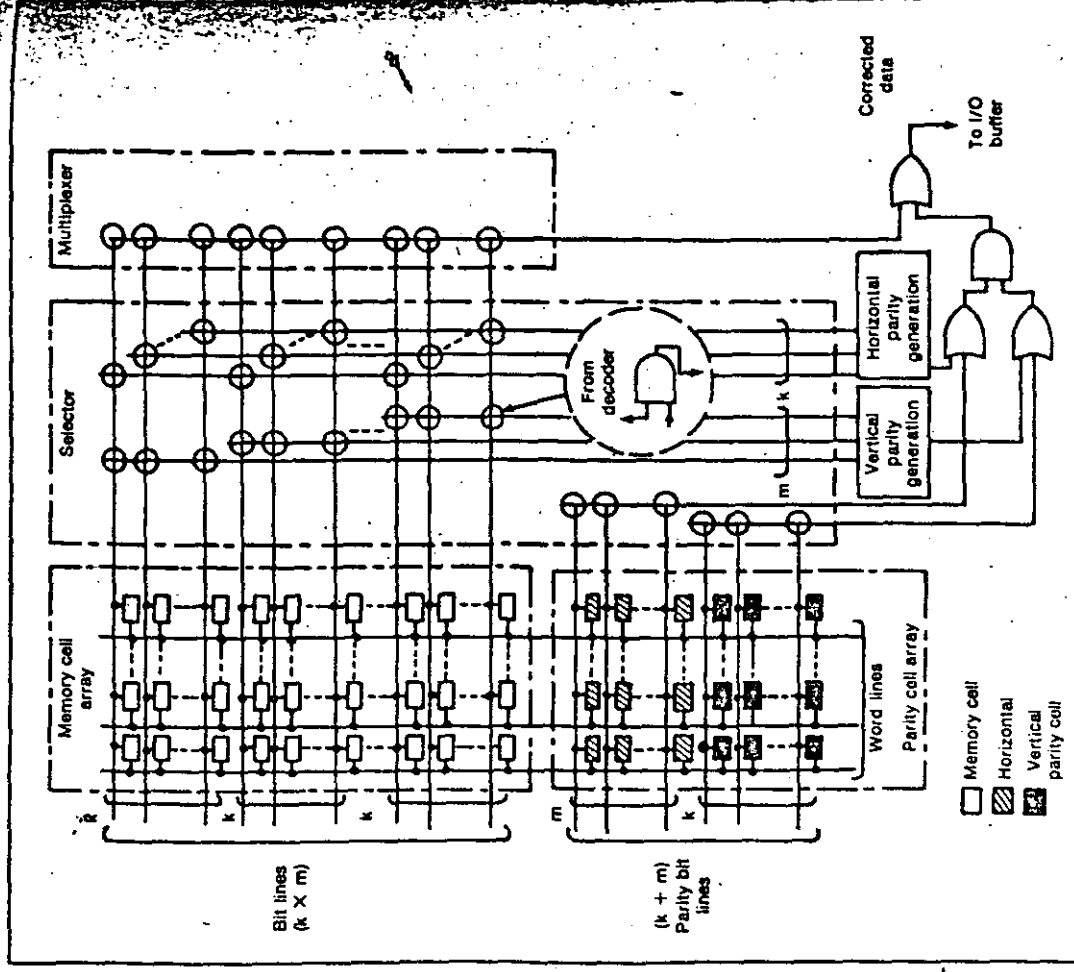 Multiplexer
Selector
Memory cell
array
From
decoder
Corrected
data
To I/O
buffer
Horizontal
parity
generation
Vertical
parity
generation
k
m
k
k
Bit lines
(k X m)
m
k
(k + m)
Parity bit
lines
Word lines
Parity cell array
Memory cell
Horizontal
Vertical
parity cell